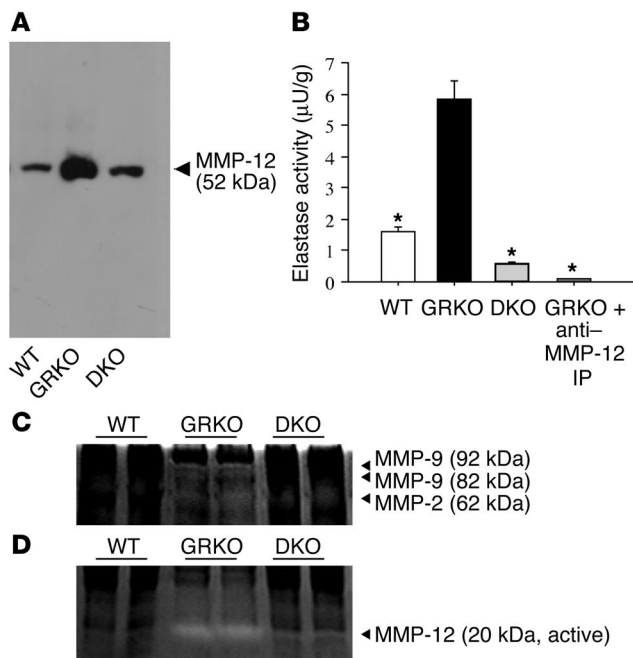 A
MMP-12
(52 kDa)
WT
GRKO
DKO
B
Elastase activity (µU/g)
7
6
5
4
3
2
1
0
*
*
*
WT
GRKO
DKO
GRKO +
anti–
MMP-12
IP
C
WT
GRKO
DKO
MMP-9 (92 kDa)
MMP-9 (82 kDa)
MMP-2 (62 kDa)
D
WT
GRKO
DKO
MMP-12 (20 kDa, active)